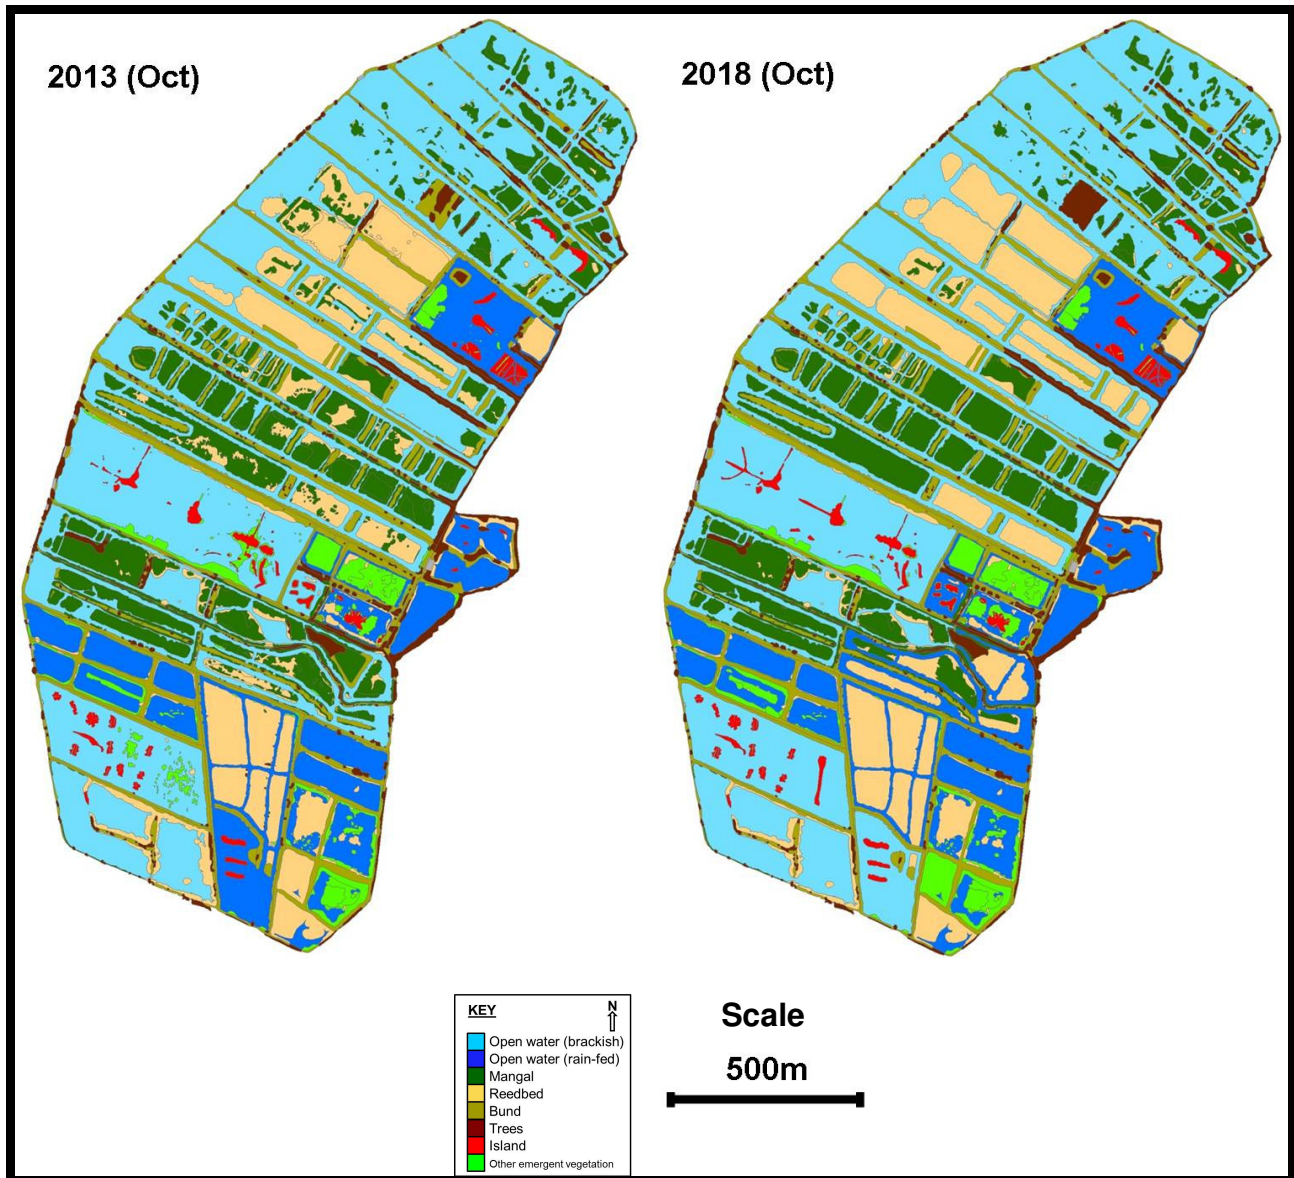 2013 (Oct)
2018 (Oct)
KEY
N
Open water (brackish)
Open water (rain-fed)
Mangal
Reedbed
Bund
Trees
Island
Other emergent vegetation
Scale
500m